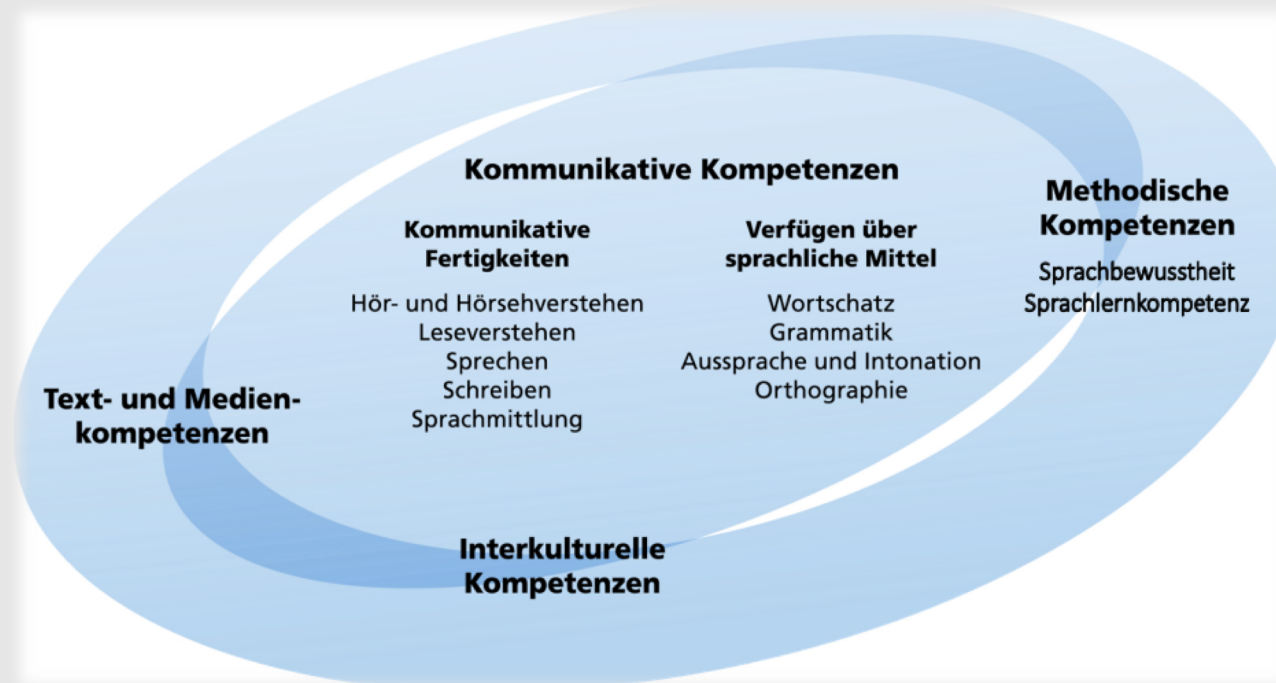 Kommunikative Kompetenzen
Kommunikative
Fertigkeiten
Hör- und Hörsehverstehen
Leseverstehen
Sprechen
Schreiben
Sprachmittlung
Verfügen über
sprachliche Mittel
Wortschatz
Grammatik
Aussprache und Intonation
Orthographie
Methodische
Kompetenzen
Sprachbewusstheit
Sprachlernkompetenz
Text- und Medien-
kompetenzen
Interkulturelle
Kompetenzen